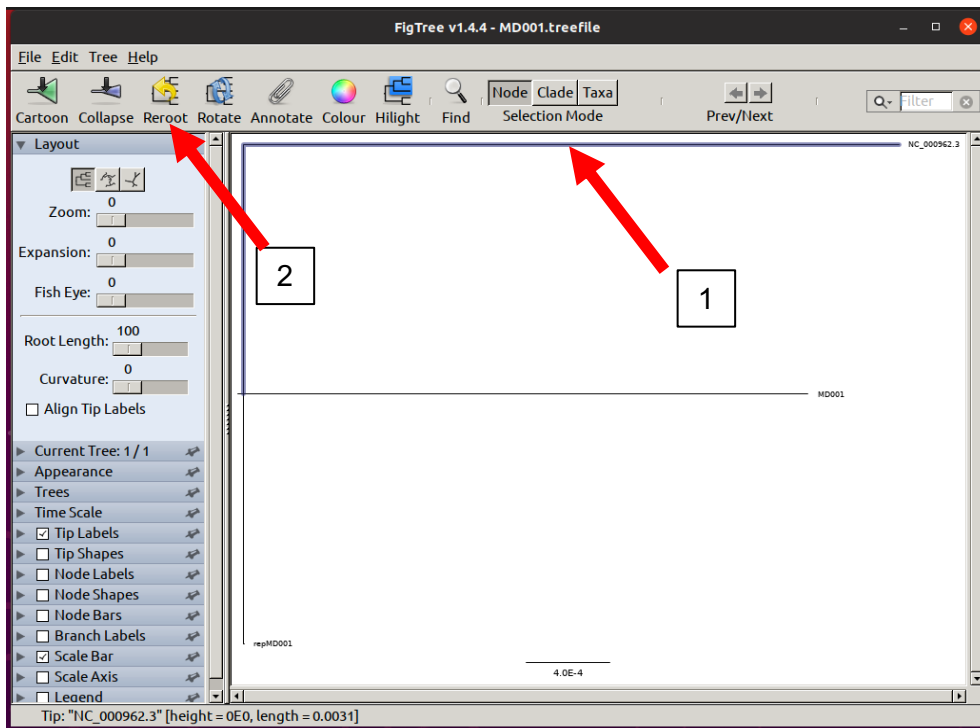 FigTree v1.4.4 - MD001.treefile
File Edit Tree Help
Cartoon Collapse Reroot Rotate Annotate Colour Hilight Find
Node Clade Taxa
Selection Mode
Prev/Next
Filter
Layout
Zoom: 0
Expansion: 0
Fish Eye: 0
Root Length: 100
Curvature: 0
Align Tip Labels
Current Tree: 1 / 1
Appearance
Trees
Time Scale
Tip Labels
Tip Shapes
Node Labels
Node Shapes
Node Bars
Branch Labels
Scale Bar
Scale Axis
Legend
NC_000962.3
2
1
MD001
repMD001
4.0E-4
Tip: "NC_000962.3" [height = 0E0, length = 0.0031]